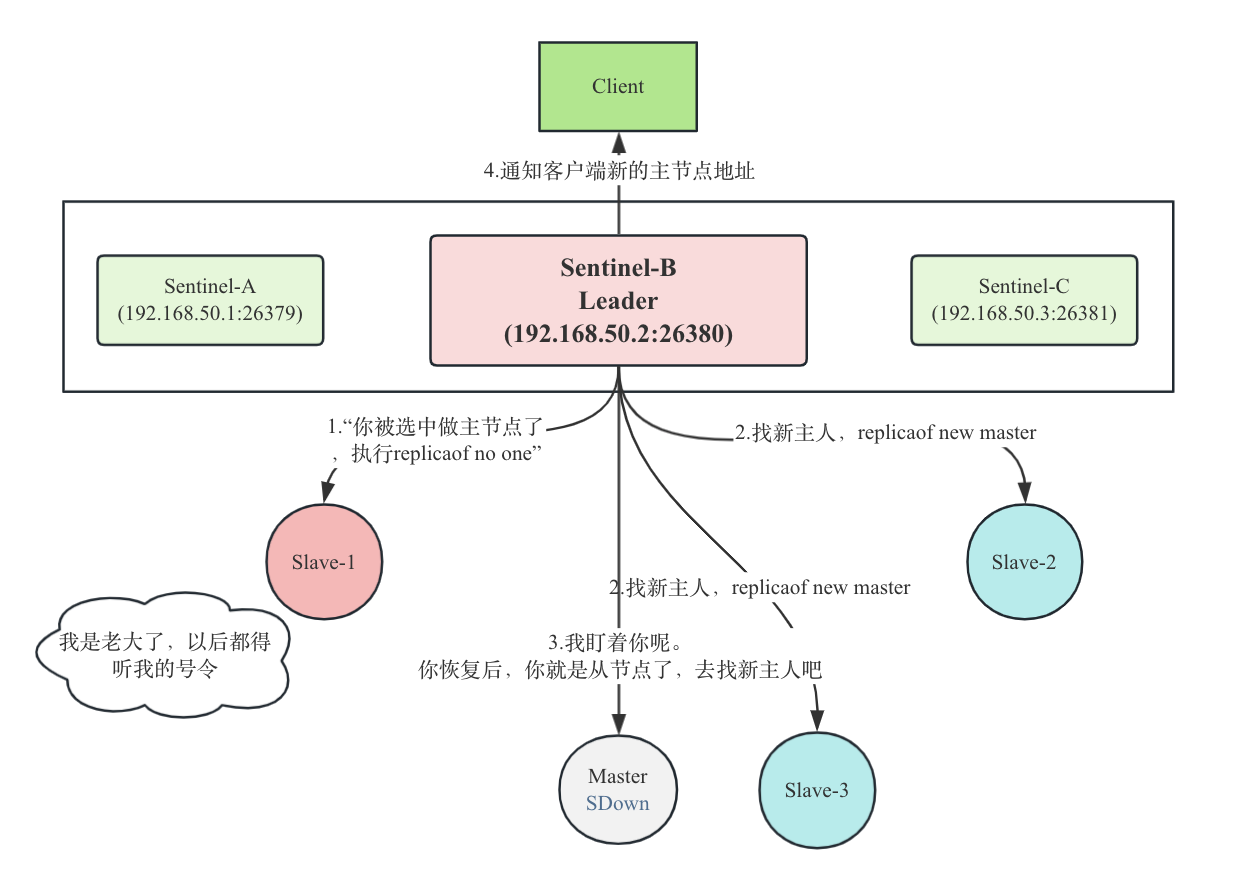 Client
4.通知客户端新的主节点地址
Sentinel-A
(192.168.50.1:26379)
Sentinel-B
Leader
(192.168.50.2:26380)
Sentinel-C
(192.168.50.3:26381)
1.“你被选中做主节点了
，执行replicaof no one”
2.找新主人，replicaof new master
Slave-1
Slave-2
2.找新主人，replicaof new master
我是老大了，以后都得
听我的号令
3.我盯着你呢。
你恢复后，你就是从节点了，去找新主人吧
Master
SDown
Slave-3